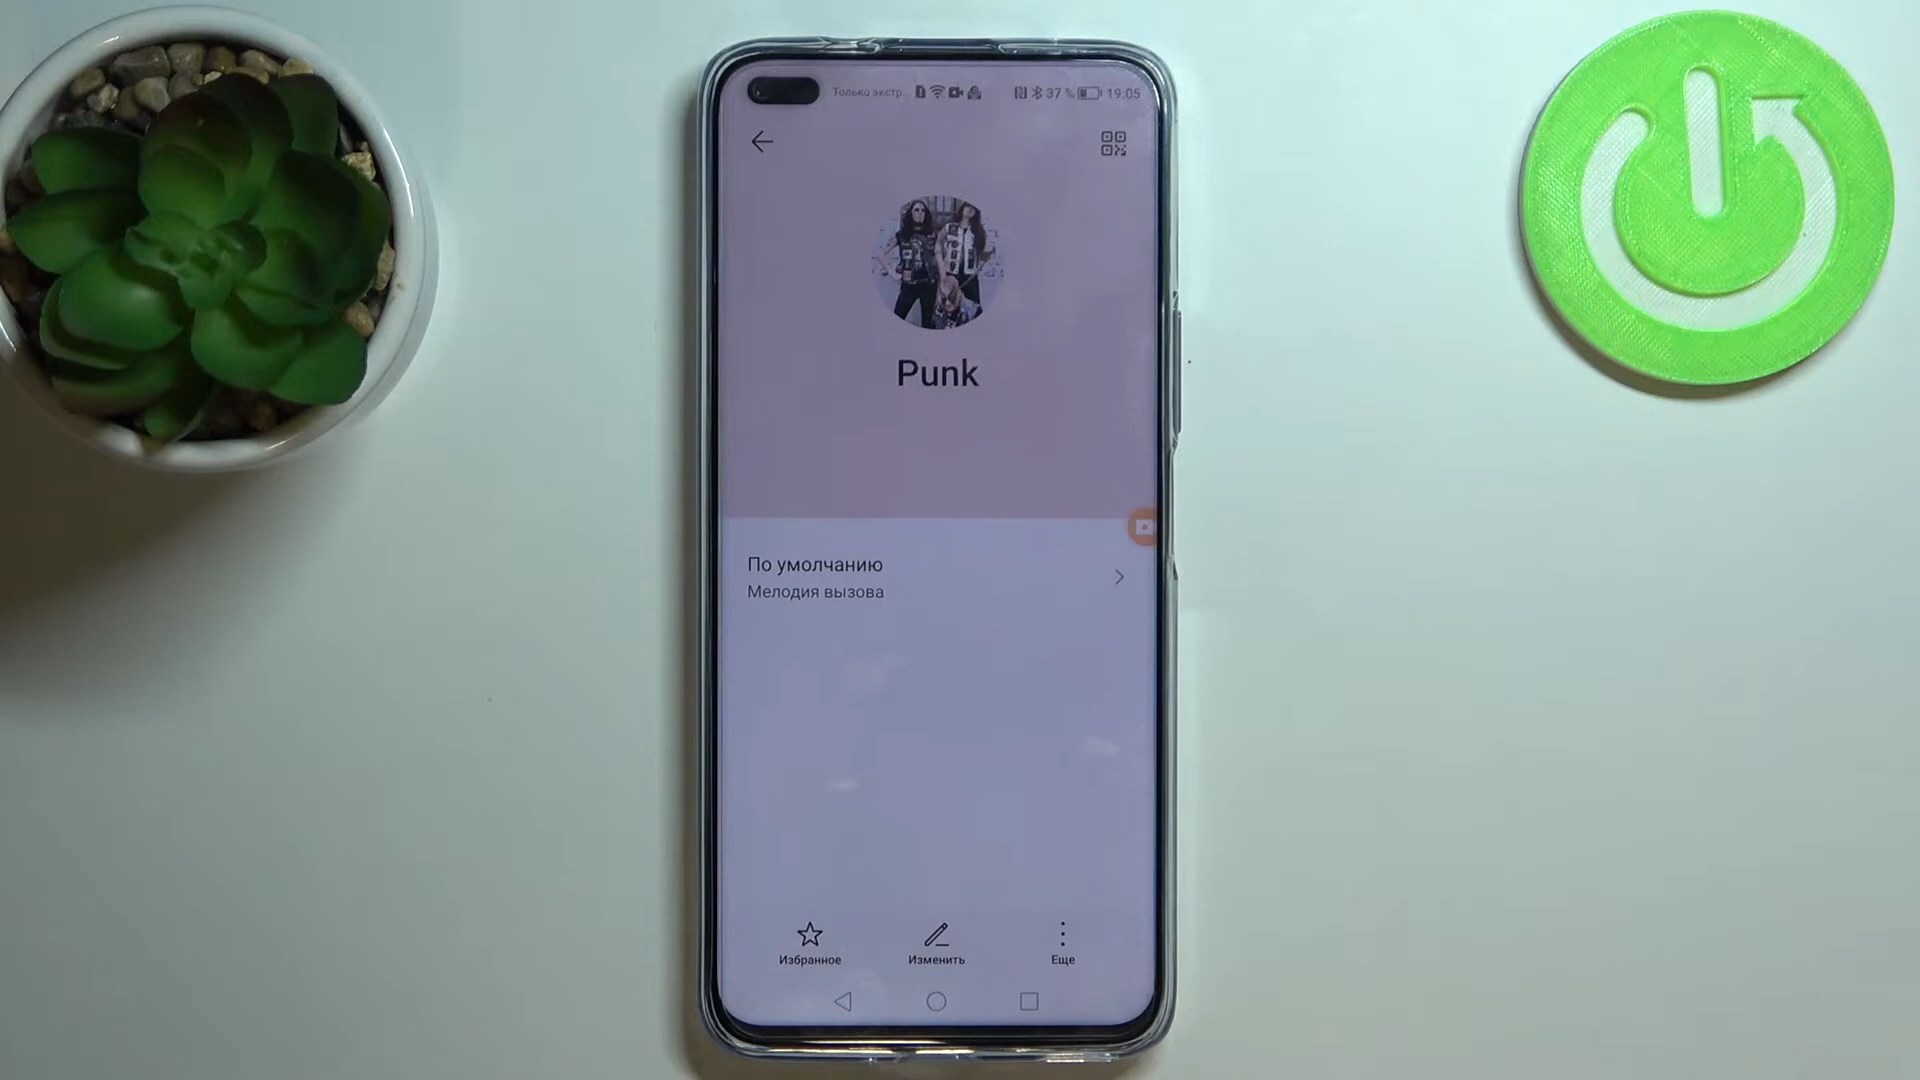 Только экстр... 37 % 19:05
Punk
По умолчанию
Мелодия вызова
Избранное Изменить Еще